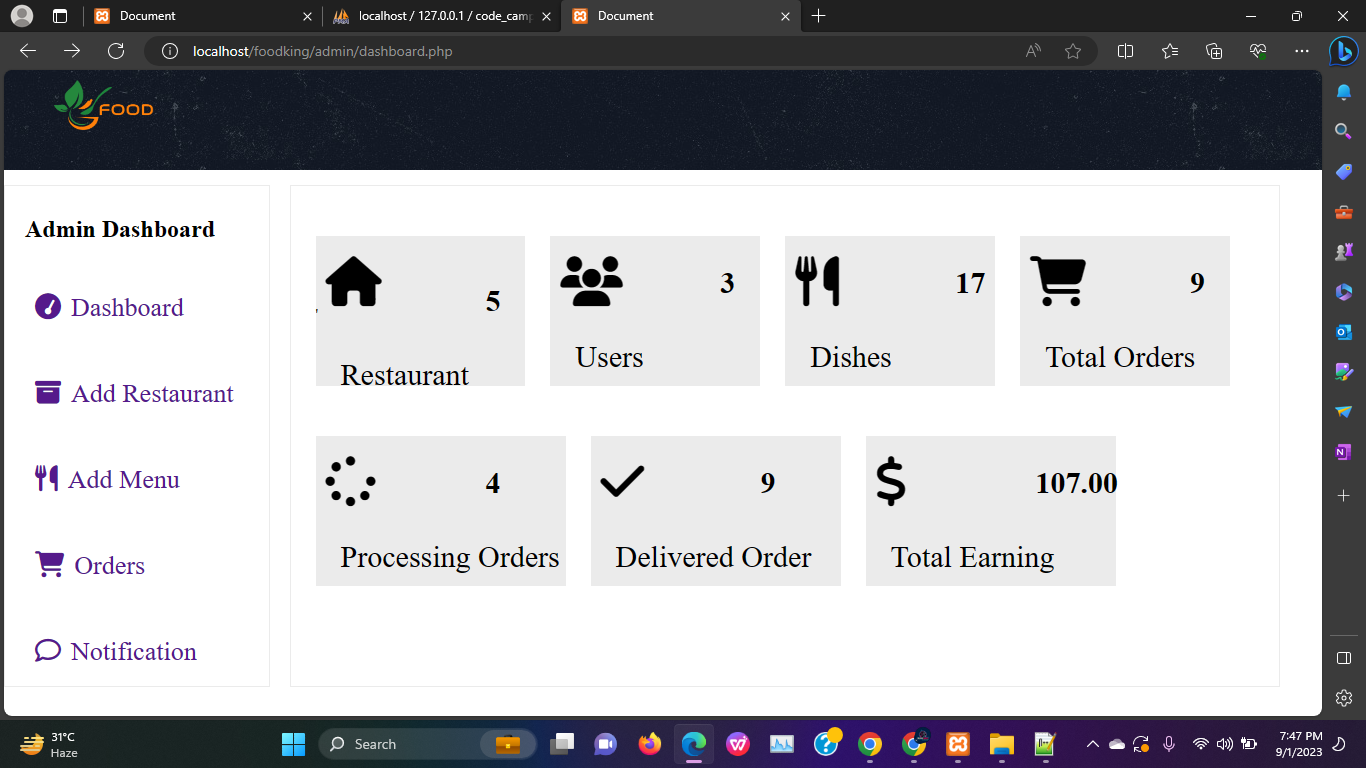 Document
localhost / 127.0.0.1 / code_camp
Document
localhost/foodking/admin/dashboard.php
FOOD
Admin Dashboard
Dashboard
Add Restaurant
Add Menu
Orders
Notification
5
Restaurant
3
Users
17
Dishes
9
Total Orders
4
Processing Orders
9
Delivered Order
107.00
Total Earning
31°C
Haze
Search
7:47 PM
9/1/2023